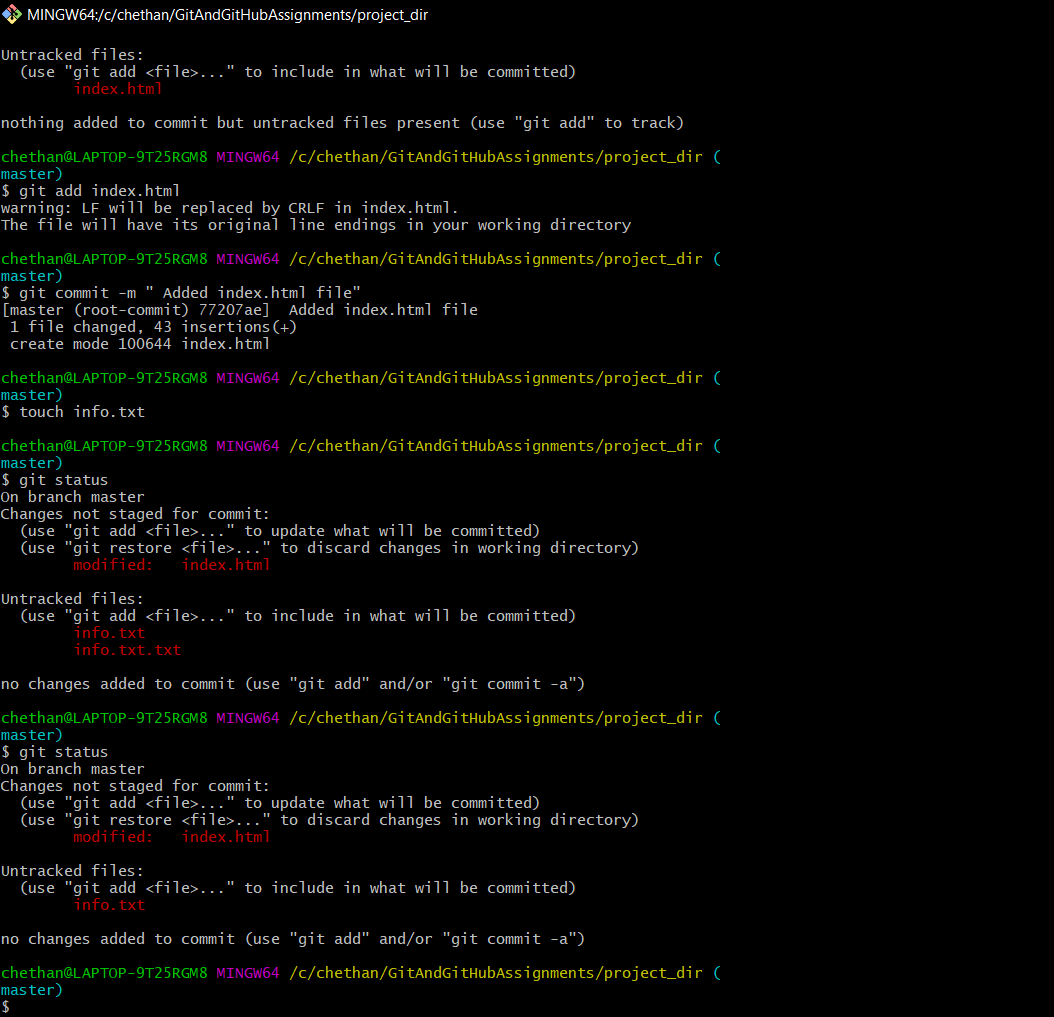 MINGW64:/c/chethan/GitAndGitHubAssignments/project_dir
Untracked files:
  (use "git add <file>..." to include in what will be committed)
        index.html
nothing added to commit but untracked files present (use "git add" to track)
chethan@LAPTOP-9T25RGM8 MINGW64 /c/chethan/GitAndGitHubAssignments/project_dir (
master)
$ git add index.html
warning: LF will be replaced by CRLF in index.html.
The file will have its original line endings in your working directory
chethan@LAPTOP-9T25RGM8 MINGW64 /c/chethan/GitAndGitHubAssignments/project_dir (
master)
$ git commit -m " Added index.html file"
[master (root-commit) 77207ae]  Added index.html file
 1 file changed, 43 insertions(+)
 create mode 100644 index.html
chethan@LAPTOP-9T25RGM8 MINGW64 /c/chethan/GitAndGitHubAssignments/project_dir (
master)
$ touch info.txt
chethan@LAPTOP-9T25RGM8 MINGW64 /c/chethan/GitAndGitHubAssignments/project_dir (
master)
$ git status
On branch master
Changes not staged for commit:
  (use "git add <file>..." to update what will be committed)
  (use "git restore <file>..." to discard changes in working directory)
        modified:   index.html
Untracked files:
  (use "git add <file>..." to include in what will be committed)
        info.txt
        info.txt.txt
no changes added to commit (use "git add" and/or "git commit -a")
chethan@LAPTOP-9T25RGM8 MINGW64 /c/chethan/GitAndGitHubAssignments/project_dir (
master)
$ git status
On branch master
Changes not staged for commit:
  (use "git add <file>..." to update what will be committed)
  (use "git restore <file>..." to discard changes in working directory)
        modified:   index.html
Untracked files:
  (use "git add <file>..." to include in what will be committed)
        info.txt
no changes added to commit (use "git add" and/or "git commit -a")
chethan@LAPTOP-9T25RGM8 MINGW64 /c/chethan/GitAndGitHubAssignments/project_dir (
master)
$